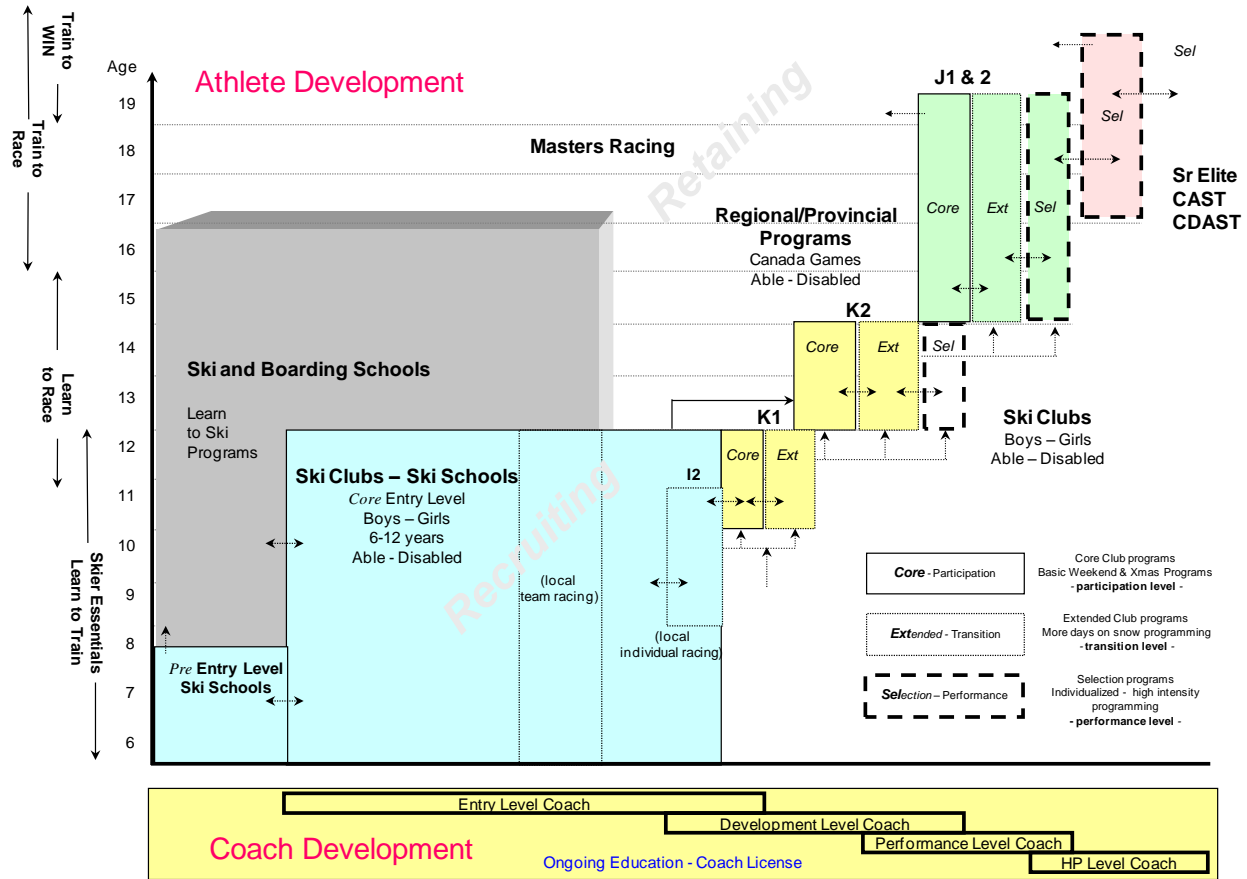 Train to
WIN
Train to
Race
Learn
to Race
Skier Essentials
Learn to Train
Age
19
18
17
16
15
14
13
12
11
10
9
8
7
6
Athlete Development
Masters Racing
Retaining
Recruiting
Regional/Provincial
Programs
Canada Games
Able - Disabled
Ski and Boarding Schools
Learn
to Ski
Programs
Pre Entry Level
Ski Schools
Ski Clubs – Ski Schools
Core Entry Level
Boys – Girls
6-12 years
Able - Disabled
(local
team racing)
I2
(local
individual racing)
K1
Core
Ext
K2
Core
Ext
Sel
J1 & 2
Core
Ext
Sel
Sel
Sel
Sr Elite
CAST
CDAST
Ski Clubs
Boys – Girls
Able – Disabled
Core - Participation
Core Club programs
Basic Weekend & Xmas Programs
- participation level -
Extended - Transition
Extended Club programs
More days on snow programming
- transition level -
Selection – Performance
Selection programs
Individualized - high intensity
programming
- performance level -
Entry Level Coach
Development Level Coach
Performance Level Coach
HP Level Coach
Coach Development
Ongoing Education - Coach License